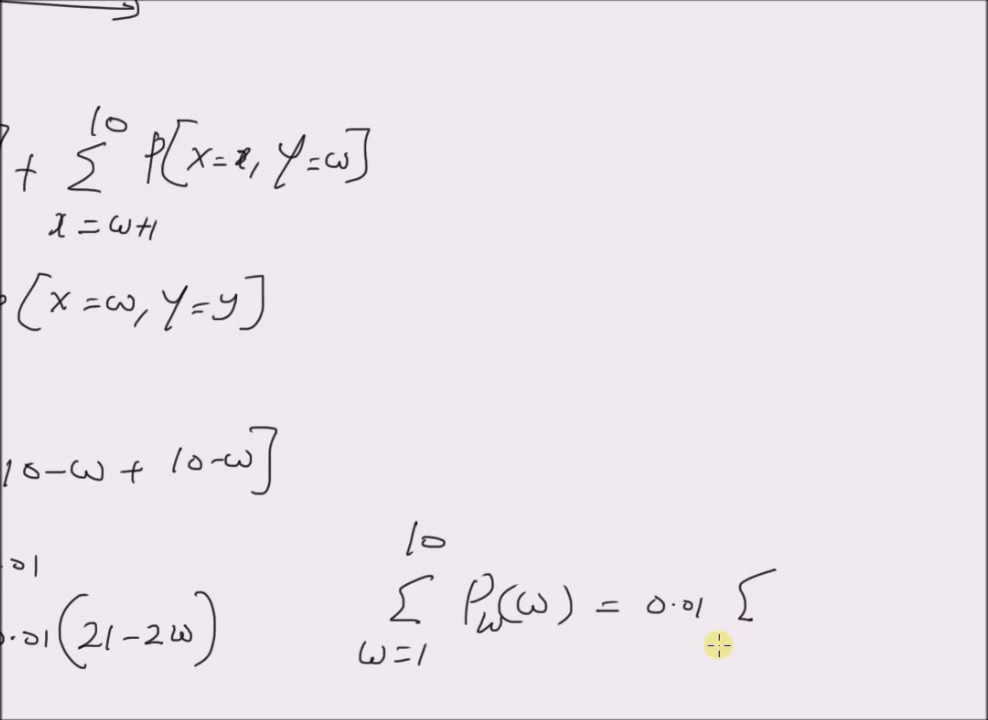 + 10 Σ x = ω+1 P[X=x, Y=ω]
[X=ω, Y=y]
10-ω + 10-ω]
01
.01(21-2ω)
10 Σ ω=1 P_W(ω) = 0.01 Σ